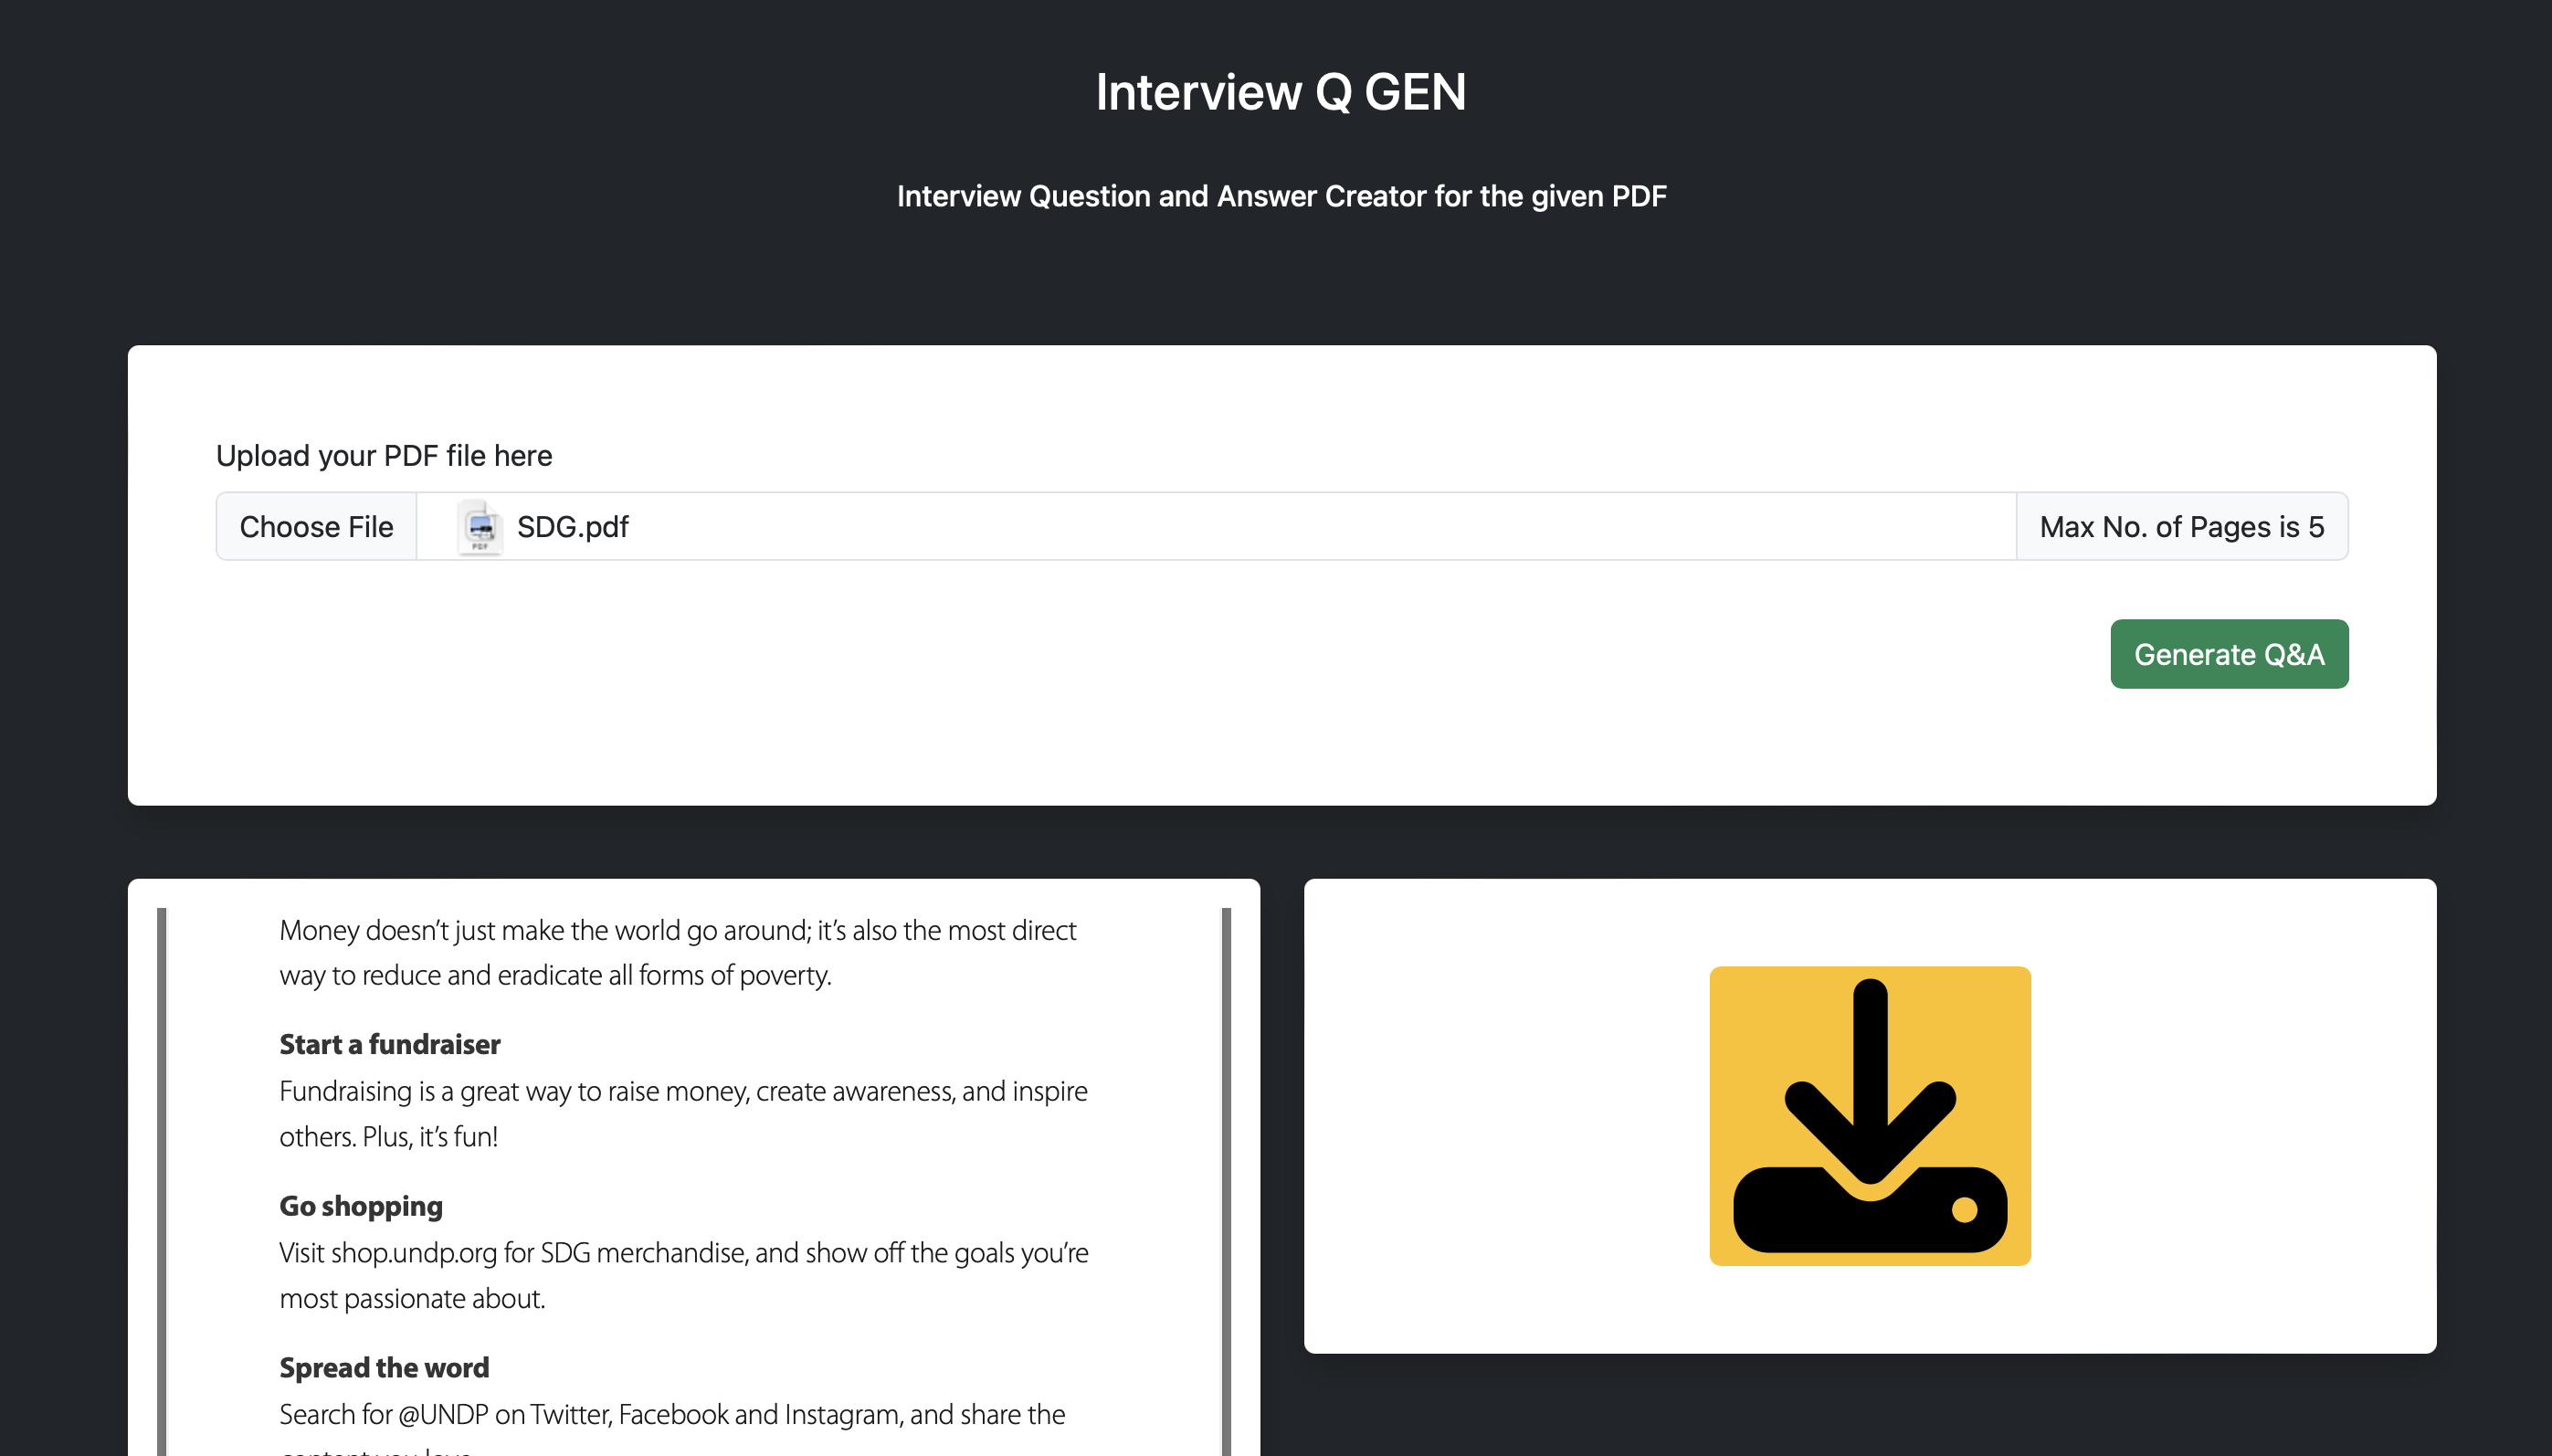 Interview Q GEN
Interview Question and Answer Creator for the given PDF
Upload your PDF file here
Choose File
PDF
SDG.pdf
Max No. of Pages is 5
Generate Q&A
Money doesn’t just make the world go around; it’s also the most direct
way to reduce and eradicate all forms of poverty.
Start a fundraiser
Fundraising is a great way to raise money, create awareness, and inspire
others. Plus, it’s fun!
Go shopping
Visit shop.undp.org for SDG merchandise, and show off the goals you’re
most passionate about.
Spread the word
Search for @UNDP on Twitter, Facebook and Instagram, and share the